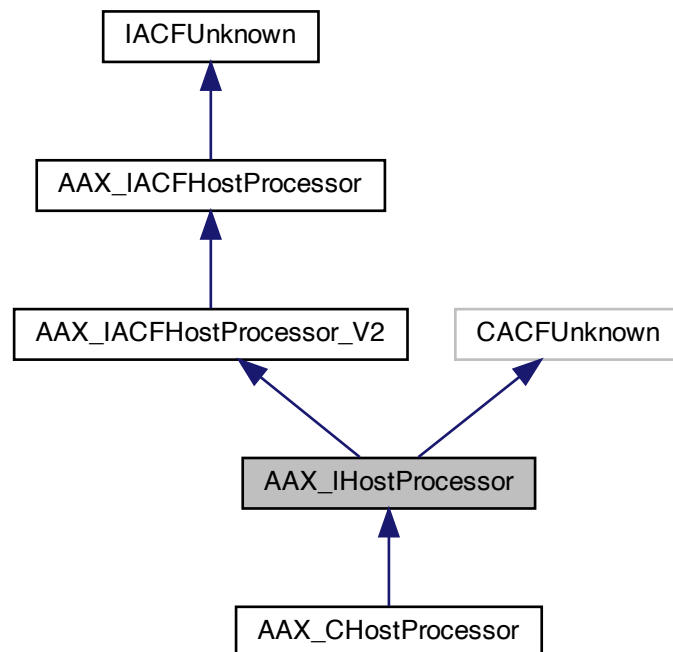 IACFUnknown
AAX_IACFHostProcessor
AAX_IACFHostProcessor_V2
CACFUnknown
AAX_IHostProcessor
AAX_CHostProcessor